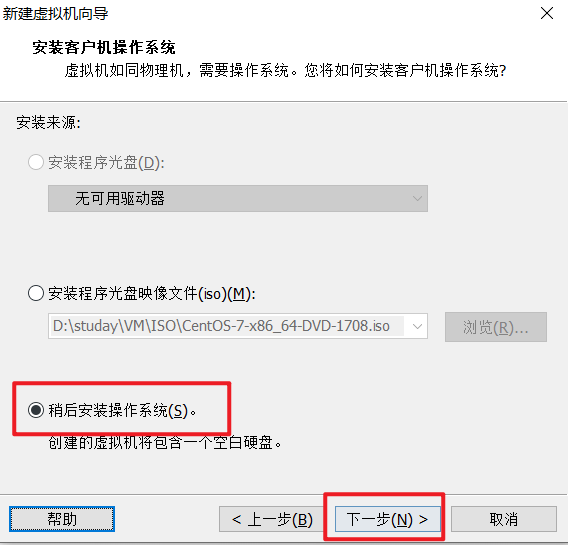 新建虚拟机向导
安装客户机操作系统
虚拟机如同物理机，需要操作系统。您将如何安装客户机操作系统?
安装来源:
安装程序光盘(D):
无可用驱动器
安装程序光盘映像文件(iso)(M):
D:\studay\VM\ISO\CentOS-7-x86_64-DVD-1708.iso
浏览(R)...
稍后安装操作系统(S)。
创建的虚拟机将包含一个空白硬盘。
帮助
< 上一步(B)
下一步(N) >
取消